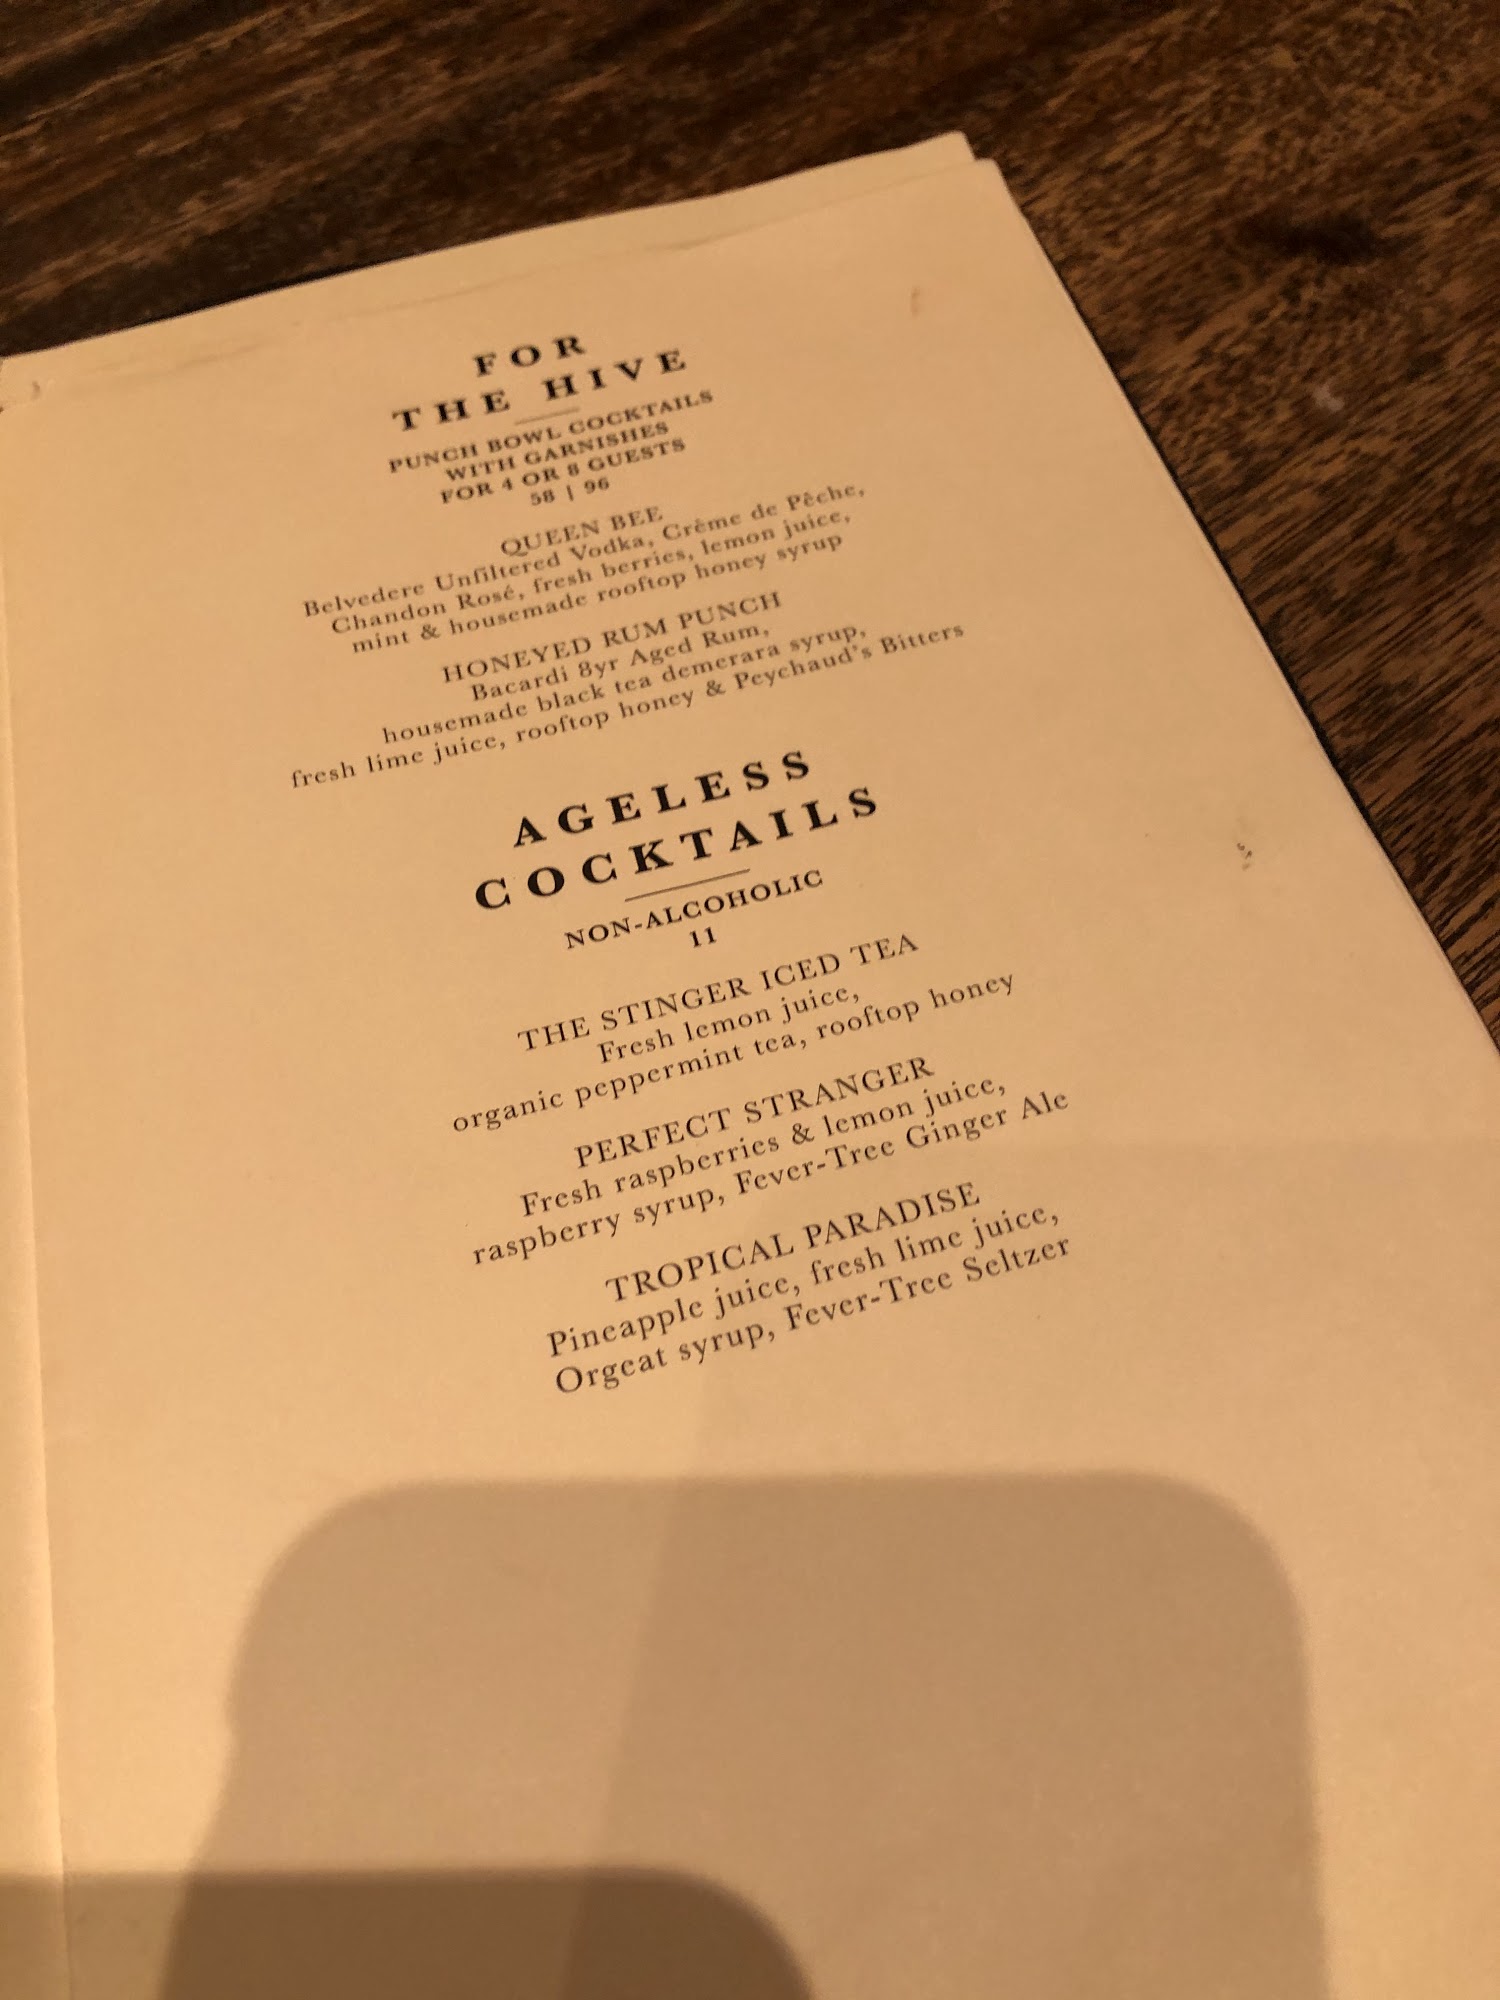 FOR
THE HIVE
PUNCH BOWL COCKTAILS
WITH GARNISHES
FOR 4 OR 8 GUESTS
58 | 96
QUEEN BEE
Belvedere Unfiltered Vodka, Crème de Pêche,
Chandon Rosé, fresh berries, lemon juice,
mint & housemade rooftop honey syrup
HONEYED RUM PUNCH
Bacardi 8yr Aged Rum,
housemade black tea demerara syrup,
fresh lime juice, rooftop honey & Peychaud's Bitters
AGELESS
COCKTAILS
NON-ALCOHOLIC
11
THE STINGER ICED TEA
Fresh lemon juice,
organic peppermint tea, rooftop honey
PERFECT STRANGER
Fresh raspberries & lemon juice,
raspberry syrup, Fever-Tree Ginger Ale
TROPICAL PARADISE
Pineapple juice, fresh lime juice,
Orgeat syrup, Fever-Tree Seltzer